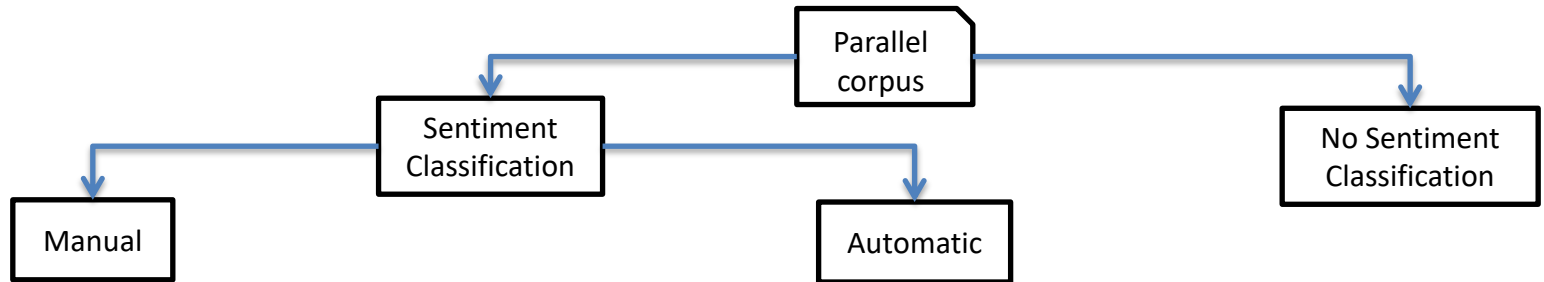 Parallel
corpus
Sentiment
Classification
No Sentiment
Classification
Manual
Automatic